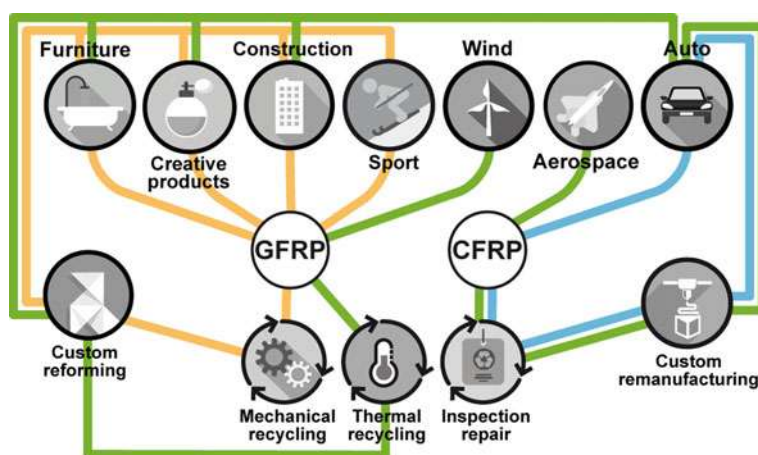 Furniture
Construction
Wind
Auto
Creative
products
Sport
Aerospace
GFRP
CFRP
Custom
reforming
Mechanical
recycling
Thermal
recycling
Inspection
repair
Custom
remanufacturing